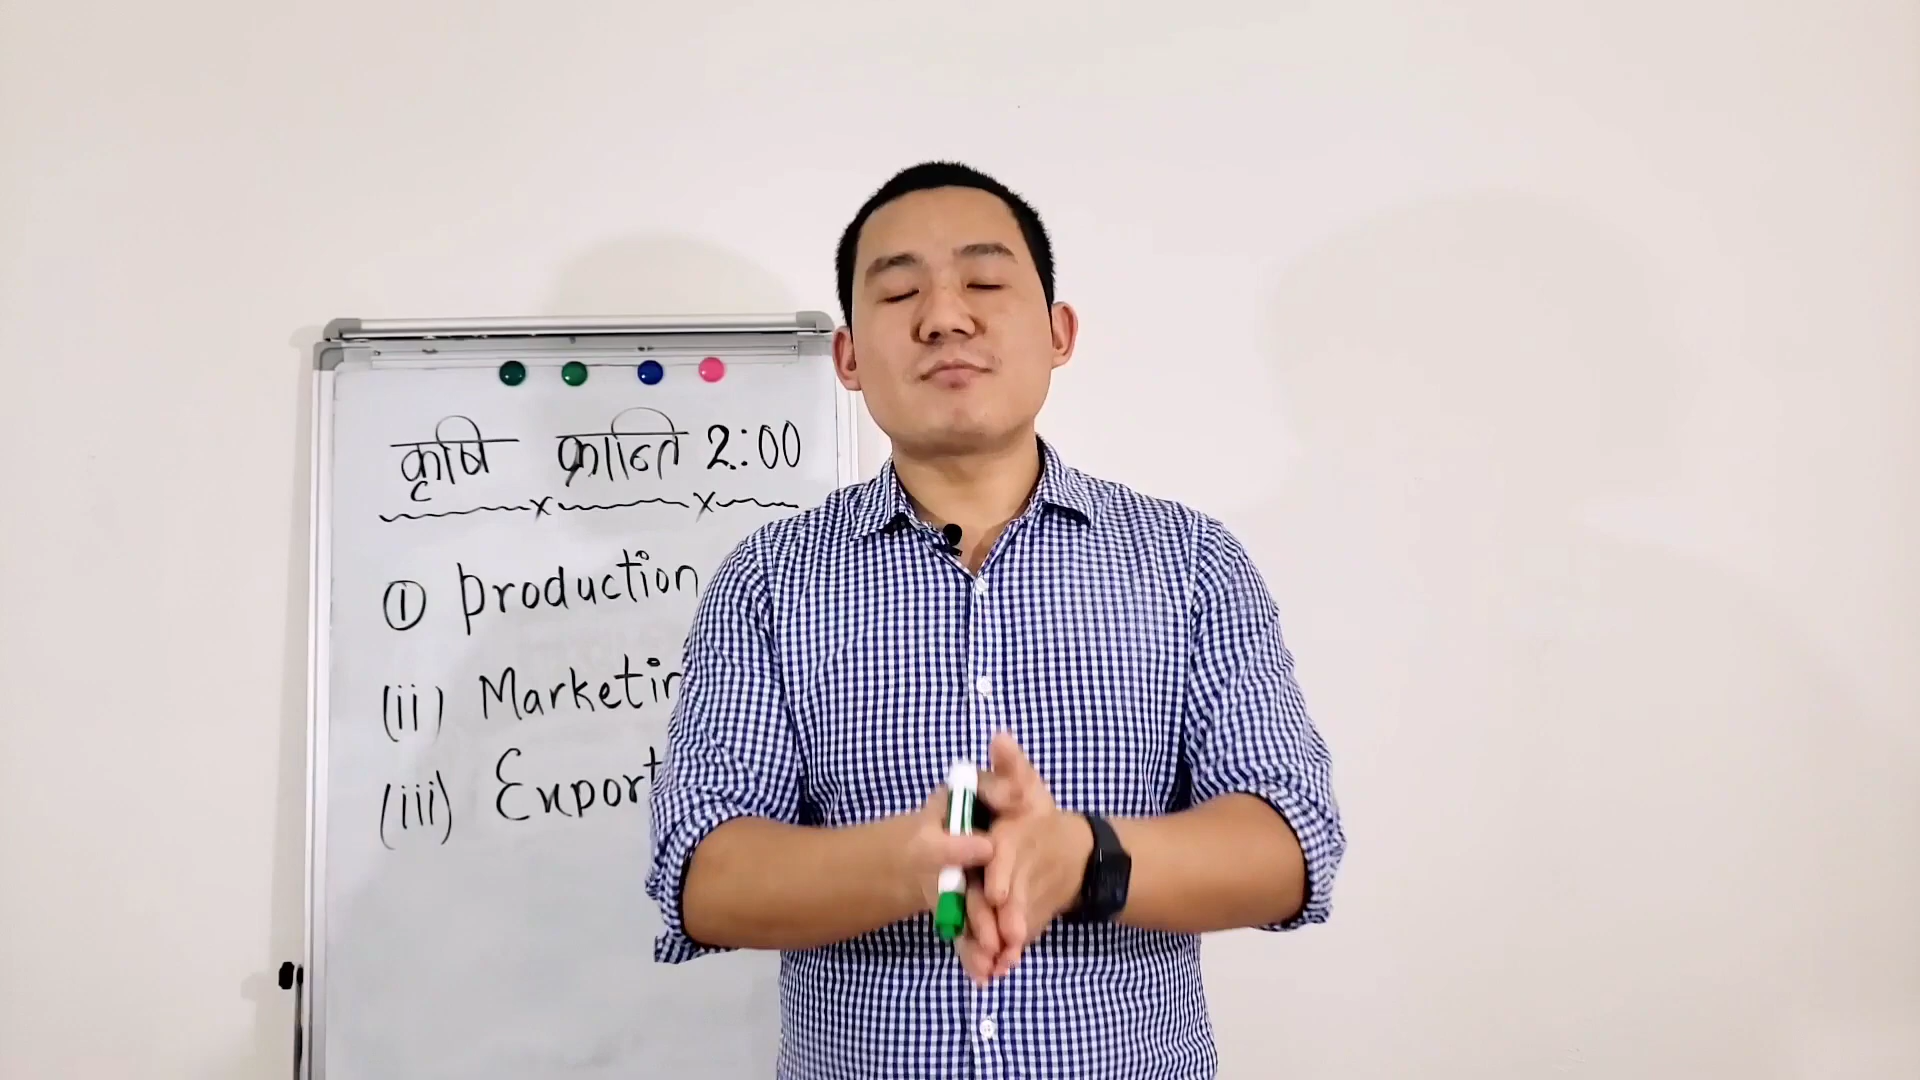 कृषि क्रान्ति 2:00
① production
(ii) Marketin
(iii) Export